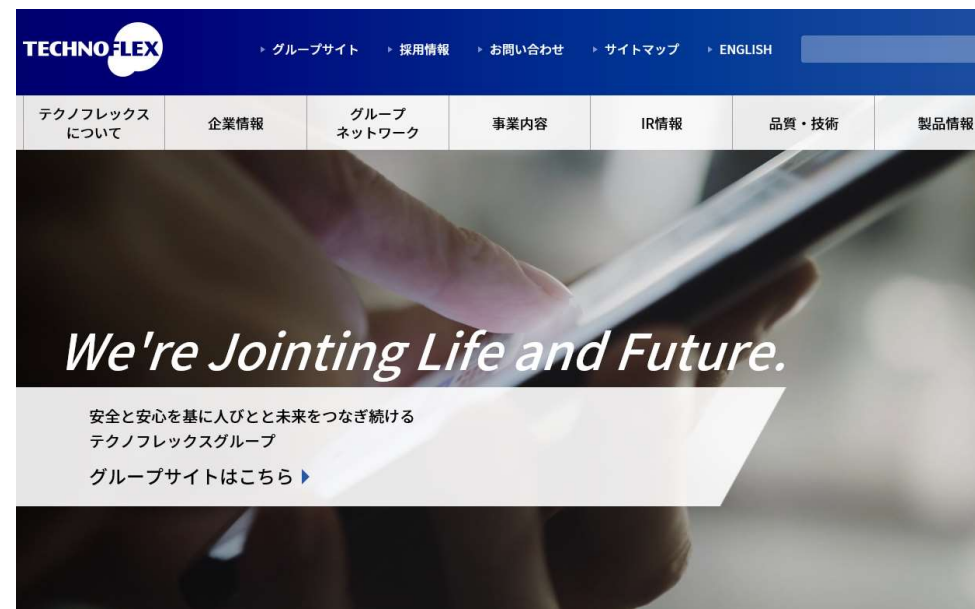 TECHNOFLEX
グループサイト 採用情報 お問い合わせ サイトマップ ENGLISH
テクノフレックス
について
企業情報
グループ
ネットワーク
事業内容
IR情報
品質・技術
製品情報
We're Jointing Life and Future.
安全と安心を基に人びとと未来をつなぎ続ける
テクノフレックスグループ
グループサイトはこちら